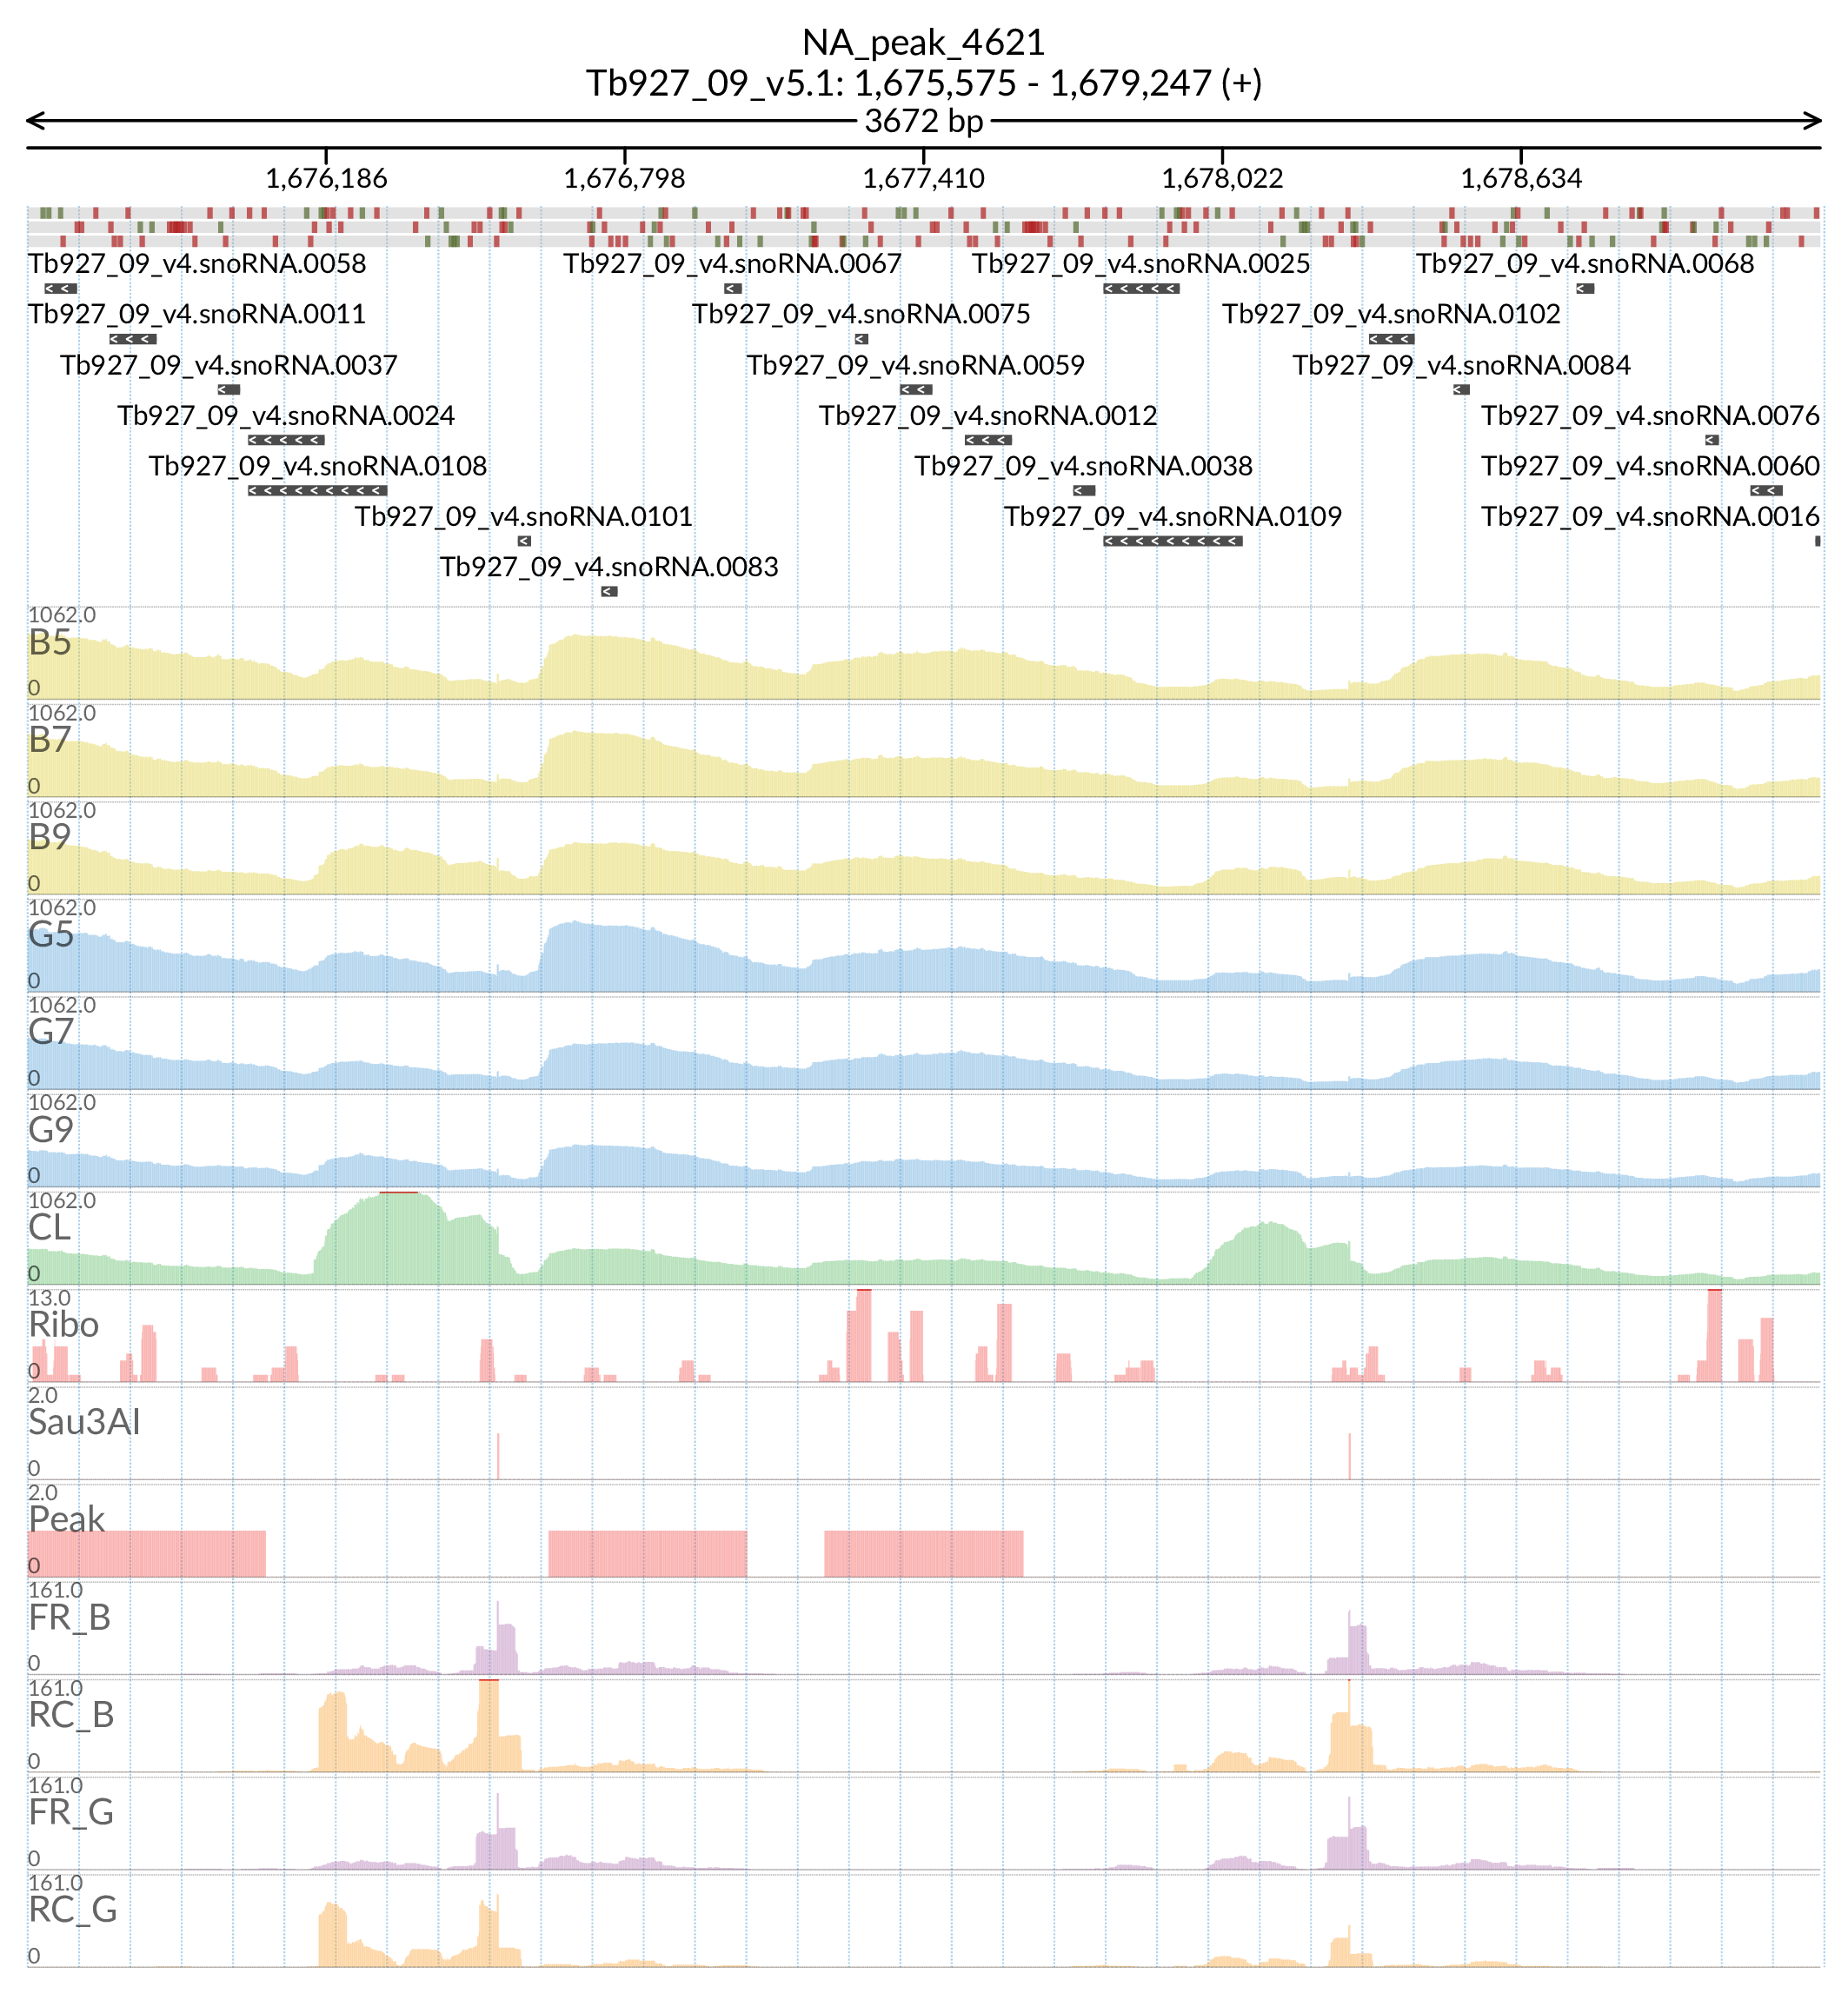 NA_peak_4621
Tb927_09_v5.1: 1,675,575 - 1,679,247 (+)
3672 bp
1,676,186 1,676,798 1,677,410 1,678,022 1,678,634
Tb927_09_v4.snoRNA.0058 Tb927_09_v4.snoRNA.0067 Tb927_09_v4.snoRNA.0025 Tb927_09_v4.snoRNA.0068
Tb927_09_v4.snoRNA.0011 Tb927_09_v4.snoRNA.0075 Tb927_09_v4.snoRNA.0102
Tb927_09_v4.snoRNA.0037 Tb927_09_v4.snoRNA.0059 Tb927_09_v4.snoRNA.0084
Tb927_09_v4.snoRNA.0024 Tb927_09_v4.snoRNA.0012 Tb927_09_v4.snoRNA.0076
Tb927_09_v4.snoRNA.0108 Tb927_09_v4.snoRNA.0038 Tb927_09_v4.snoRNA.0060
Tb927_09_v4.snoRNA.0101 Tb927_09_v4.snoRNA.0109 Tb927_09_v4.snoRNA.0016
Tb927_09_v4.snoRNA.0083
1062.0
B5
0
1062.0
B7
0
1062.0
B9
0
1062.0
G5
0
1062.0
G7
0
1062.0
G9
0
1062.0
CL
0
13.0
Ribo
0
2.0
Sau3AI
0
2.0
Peak
0
161.0
FR_B
0
161.0
RC_B
0
161.0
FR_G
0
161.0
RC_G
0